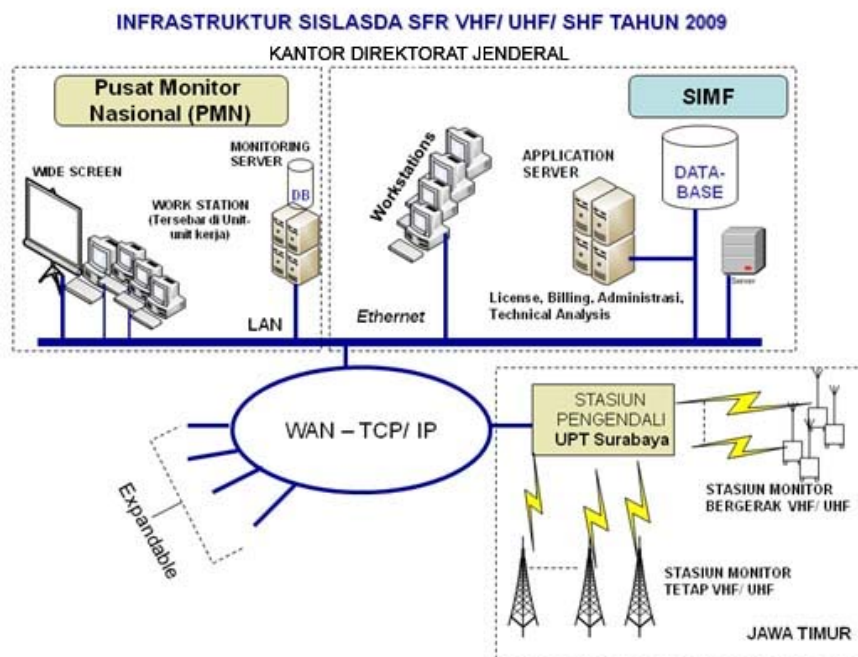 INFRASTRUKTUR SISLASDA SFR VHF/ UHF/ SHF TAHUN 2009
KANTOR DIREKTORAT JENDERAL
Pusat Monitor
Nasional (PMN)
WIDE SCREEN
WORK STATION
(Tersebar di Unit-
unit kerja)
MONITORING
SERVER
DB
LAN
SIMF
Workstations
APPLICATION
SERVER
DATA-
BASE
Server
License, Billing, Administrasi,
Technical Analysis
Ethernet
WAN – TCP/ IP
Expandable
STASIUN
PENGENDALI
UPT Surabaya
STASIUN MONITOR
BERGERAK VHF/ UHF
STASIUN MONITOR
TETAP VHF/ UHF
JAWA TIMUR